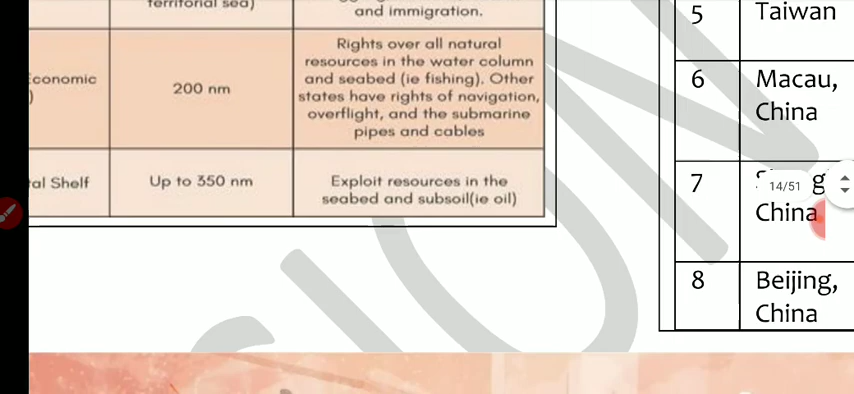 territorial sea)
and immigration.
Economic
)
200 nm
Rights over all natural
resources in the water column
and seabed (ie fishing). Other
states have rights of navigation,
overflight, and the submarine
pipes and cables
tal Shelf
Up to 350 nm
Exploit resources in the
seabed and subsoil(ie oil)
5
Taiwan
6
Macau,
China
7
14/51
g
China
8
Beijing,
China